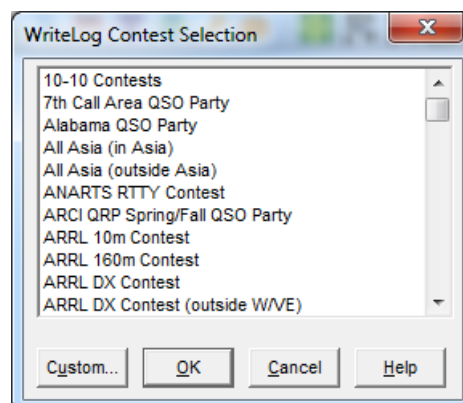 WriteLog Contest Selection
10-10 Contests
7th Call Area QSO Party
Alabama QSO Party
All Asia (in Asia)
All Asia (outside Asia)
ANARTS RTTY Contest
ARCI QRP Spring/Fall QSO Party
ARRL 10m Contest
ARRL 160m Contest
ARRL DX Contest
ARRL DX Contest (outside W/VE)
Custom... OK Cancel Help